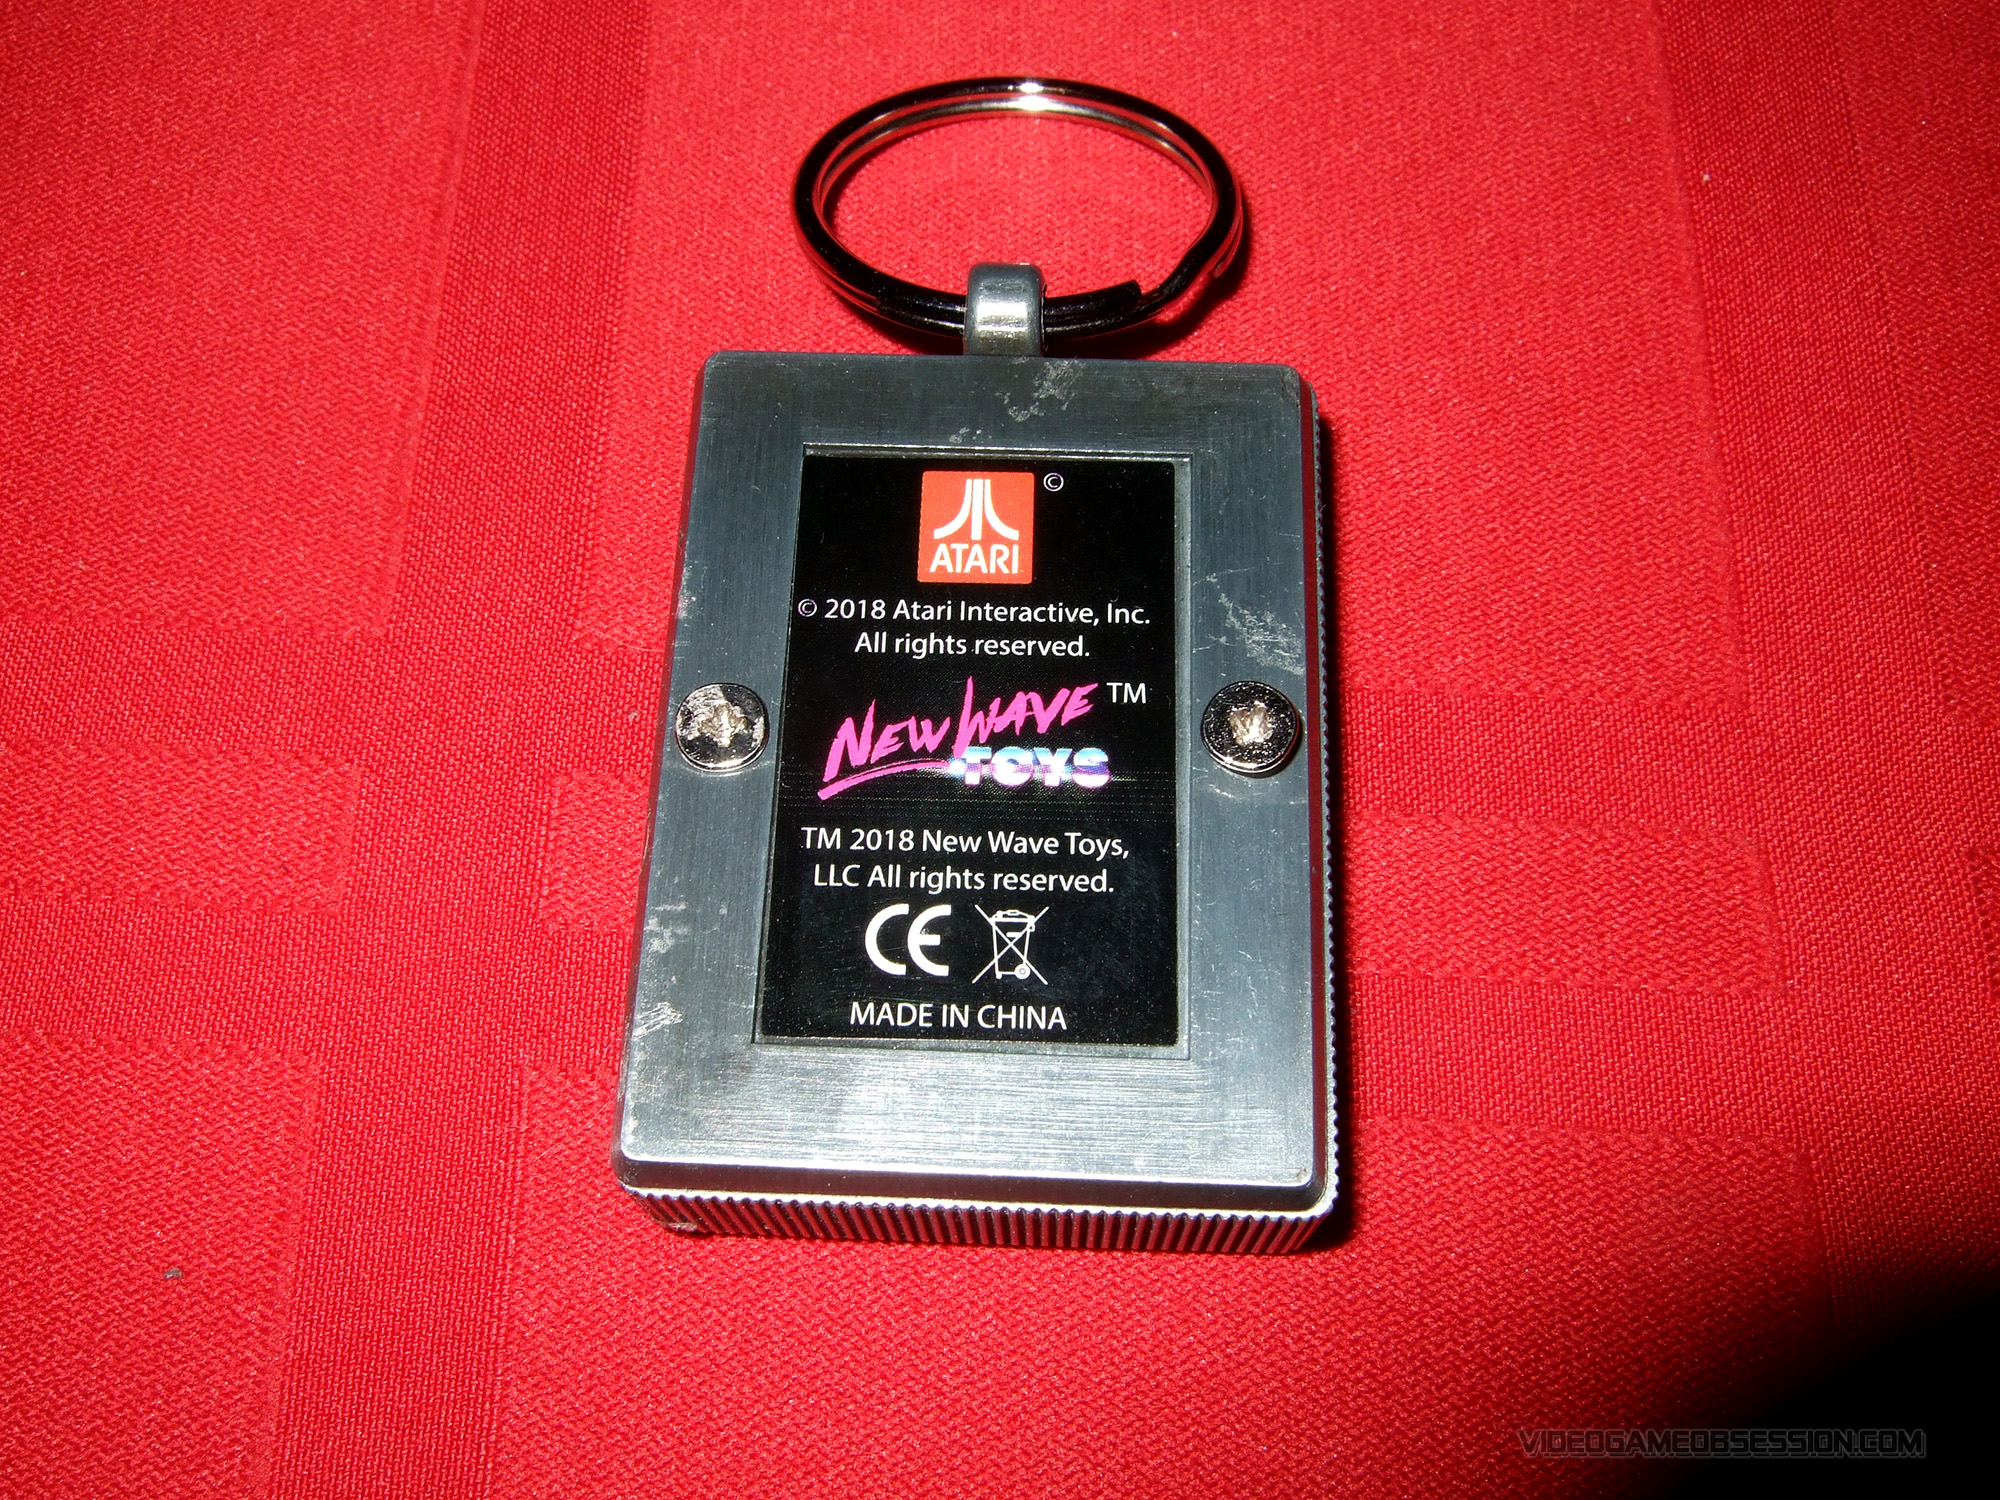 ©
ATARI
© 2018 Atari Interactive, Inc.
All rights reserved.
NEW WAVE TM
TOYS
TM 2018 New Wave Toys,
LLC All rights reserved.
CE
MADE IN CHINA
VIDEOGAMEOBSESSION.COM